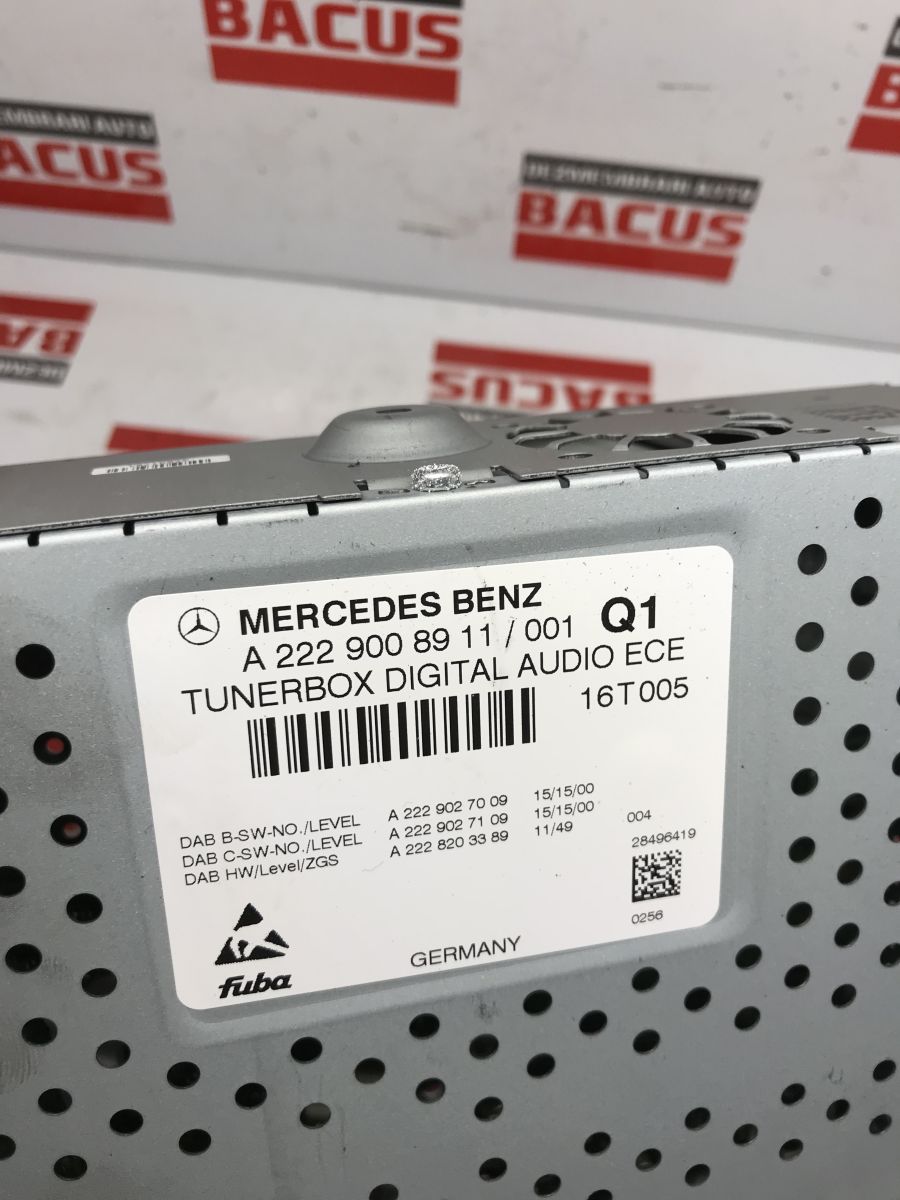 BACUS
BACUS
DEZMEMBRARI AUTO
BACUS
BACUS
MERCEDES BENZ
A 222 900 89 11 / 001 Q1
TUNERBOX DIGITAL AUDIO ECE
16T005
DAB B-SW-NO./LEVEL A 222 902 70 09 15/15/00
DAB C-SW-NO./LEVEL A 222 902 71 09 15/15/00
DAB HW/Level/ZGS A 222 820 33 89 11/49
004
28496419
0256
GERMANY
fuba